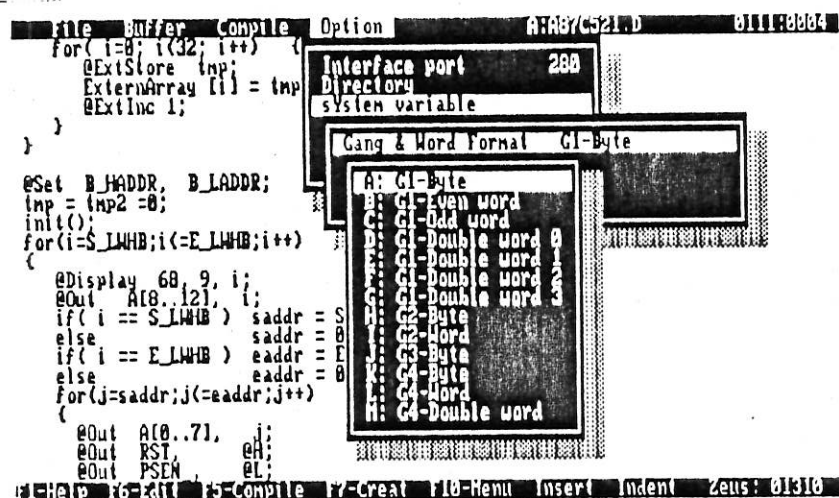 File Buffer Compile Option A:A87C521.D 0111:0004
for( i=0; i<32; i++) {
@ExtStore tmp;
ExternArray [i] = tmp
@ExtInc 1;
}
}
@Set B_HADDR, B_LADDR;
tmp = tmp2 =0;
init();
for(i=S_LWHB;i<=E_LWHB;i++)
{
@Display 68, 9, i;
@Out A[8..12], i;
if( i == S_LWHB ) saddr = S
else saddr = 0
if( i == E_LWHB ) eaddr = E
else eaddr = 0
for(j=saddr;j<=eaddr;j++)
{
@Out A[0..7], j;
@Out RST, @H;
@Out PSEN , @L;
Interface port 280
Directory
system variable
Gang & Word Format G1-Byte
A: G1-Byte
B: G1-Even word
C: G1-Odd word
D: G1-Double word 0
E: G1-Double word 1
F: G1-Double word 2
G: G1-Double word 3
H: G2-Byte
I: G2-Word
J: G3-Byte
K: G4-Byte
L: G4-Word
M: G4-Double word
F1-Help F6-Edit F5-Compile F7-Creat F10-Menu Insert Indent Zeus: 01310